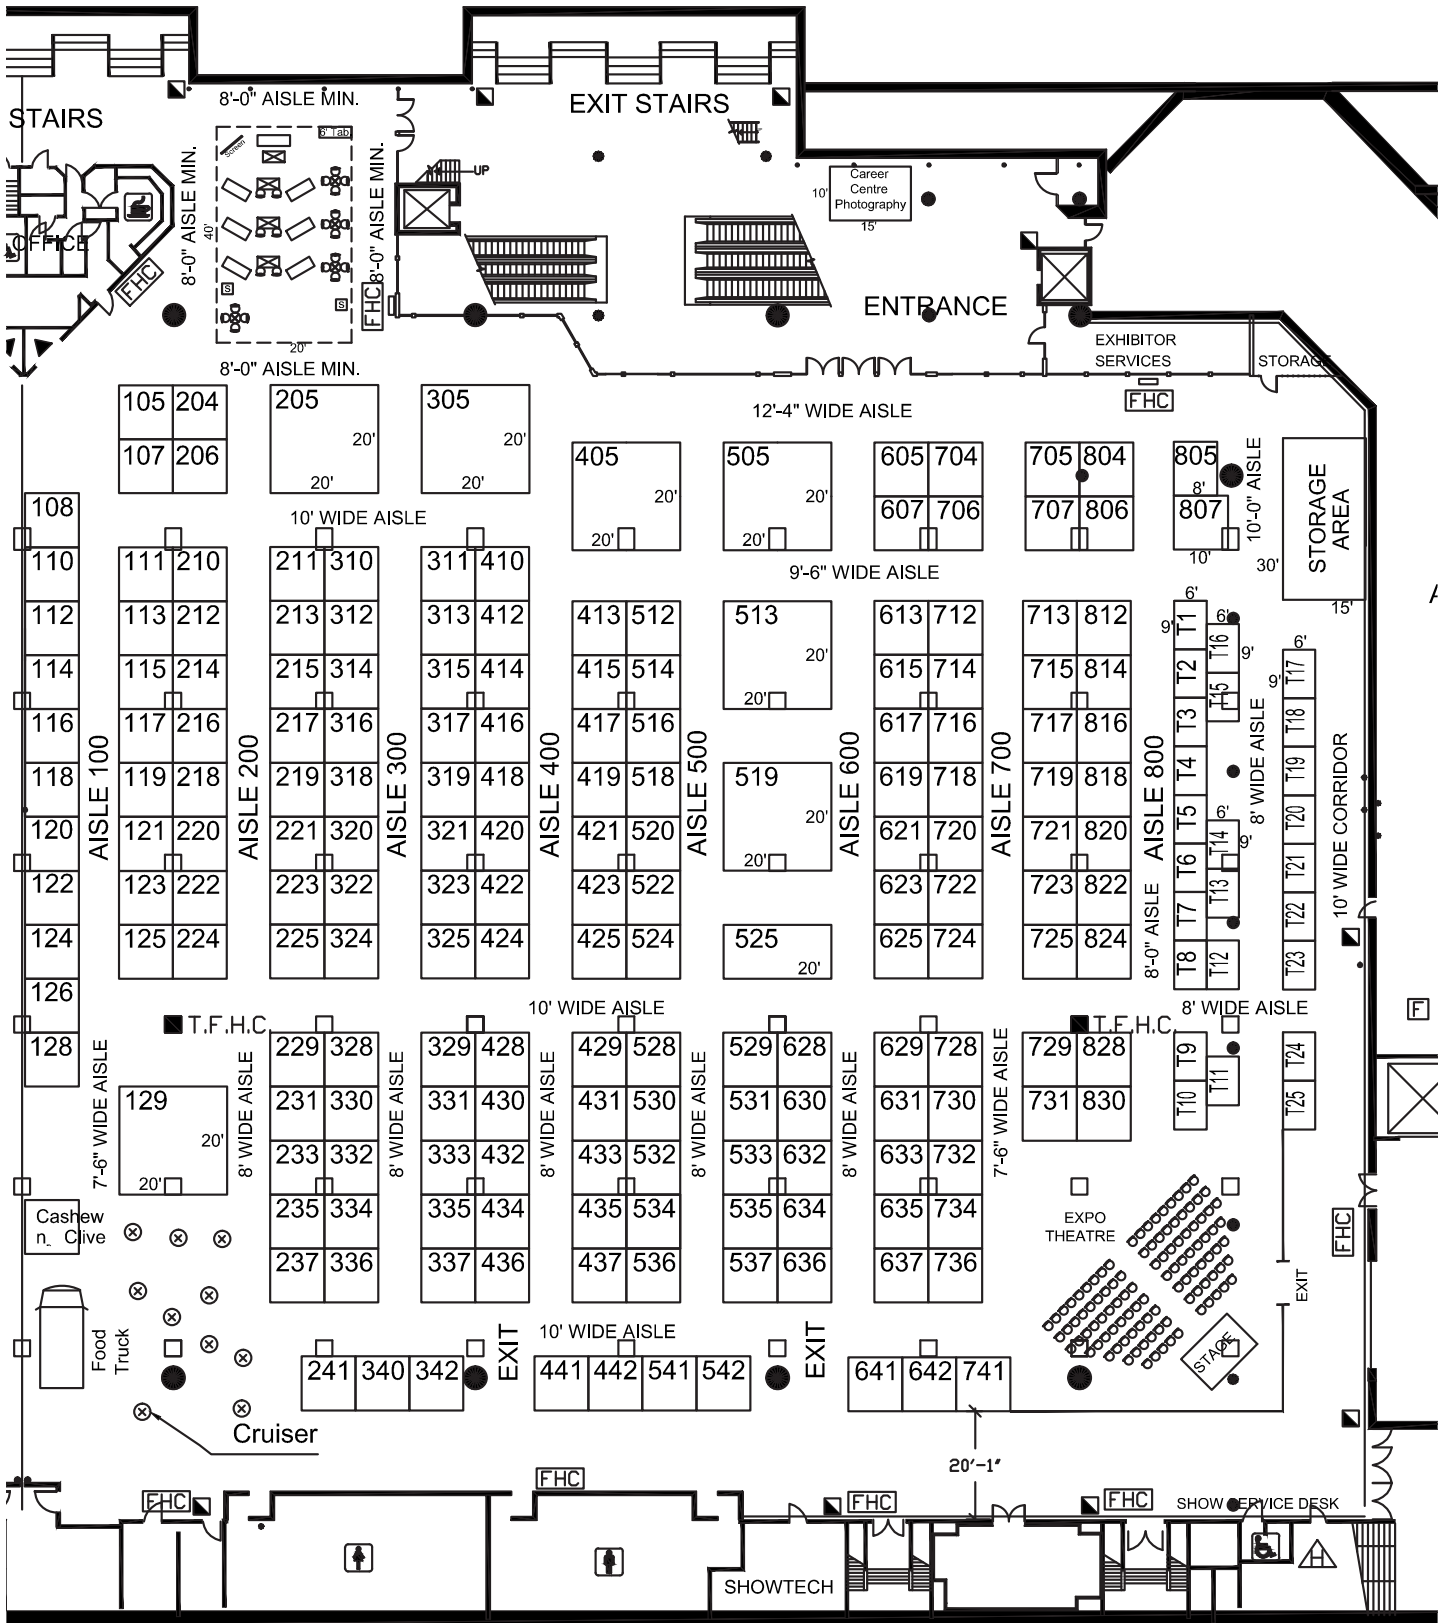 8'-0" AISLE MIN.
STAIRS
EXIT STAIRS
6' Tab
Screen
8'-0" AISLE MIN.
8'-0" AISLE MIN.
40'
UP
Career
Centre
Photography
10'
15'
OFFICE
FHC
S
S
FHC
ENTRANCE
20'
8'-0" AISLE MIN.
EXHIBITOR
SERVICES
STORAGE
FHC
12'-4" WIDE AISLE
105 204
107 206
205
20'
20'
305
20'
20'
405
20'
20'
505
20'
20'
605 704
607 706
705 804
707 806
805
8'
807
10'
10'-0" AISLE
STORAGE
AREA
30'
15'
10' WIDE AISLE
9'-6" WIDE AISLE
108
110
112
114
116
118
120
122
124
126
128
AISLE 100
111 210
113 212
115 214
117 216
119 218
121 220
123 222
125 224
AISLE 200
211 310
213 312
215 314
217 316
219 318
221 320
223 322
225 324
AISLE 300
311 410
313 412
315 414
317 416
319 418
321 420
323 422
325 424
AISLE 400
413 512
415 514
417 516
419 518
421 520
423 522
425 524
AISLE 500
513
20'
20'
519
20'
20'
525
20'
AISLE 600
613 712
615 714
617 716
619 718
621 720
623 722
625 724
AISLE 700
713 812
715 814
717 816
719 818
721 820
723 822
725 824
AISLE 800
8'-0" AISLE
6'
9'
T1
T2
T3
T4
T5
T6
T7
T8
6'
T16
9'
T15
6'
T14
9'
T13
T12
8' WIDE AISLE
6'
9'
T17
T18
T19
T20
T21
T22
T23
10' WIDE CORRIDOR
10' WIDE AISLE
8' WIDE AISLE
T.F.H.C.
T.F.H.C.
F
7'-6" WIDE AISLE
129
20'
20'
8' WIDE AISLE
229 328
231 330
233 332
235 334
237 336
8' WIDE AISLE
329 428
331 430
333 432
335 434
337 436
8' WIDE AISLE
429 528
431 530
433 532
435 534
437 536
8' WIDE AISLE
529 628
531 630
533 632
535 634
537 636
8' WIDE AISLE
629 728
631 730
633 732
635 734
637 736
7'-6" WIDE AISLE
729 828
731 830
T9
T10
T11
T24
T25
Cashew
n Clive
EXPO
THEATRE
FHC
EXIT
STAGE
Food
Truck
10' WIDE AISLE
EXIT
EXIT
241 340 342
441 442 541 542
641 642 741
Cruiser
20'-1"
FHC
FHC
FHC
FHC
SHOW SERVICE DESK
SHOWTECH
H